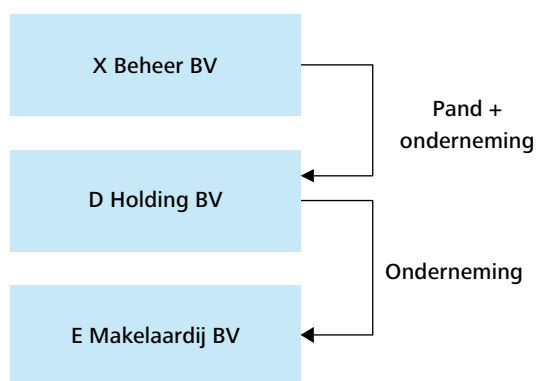 X Beheer BV
Pand +
onderneming
D Holding BV
Onderneming
E Makelaardij BV